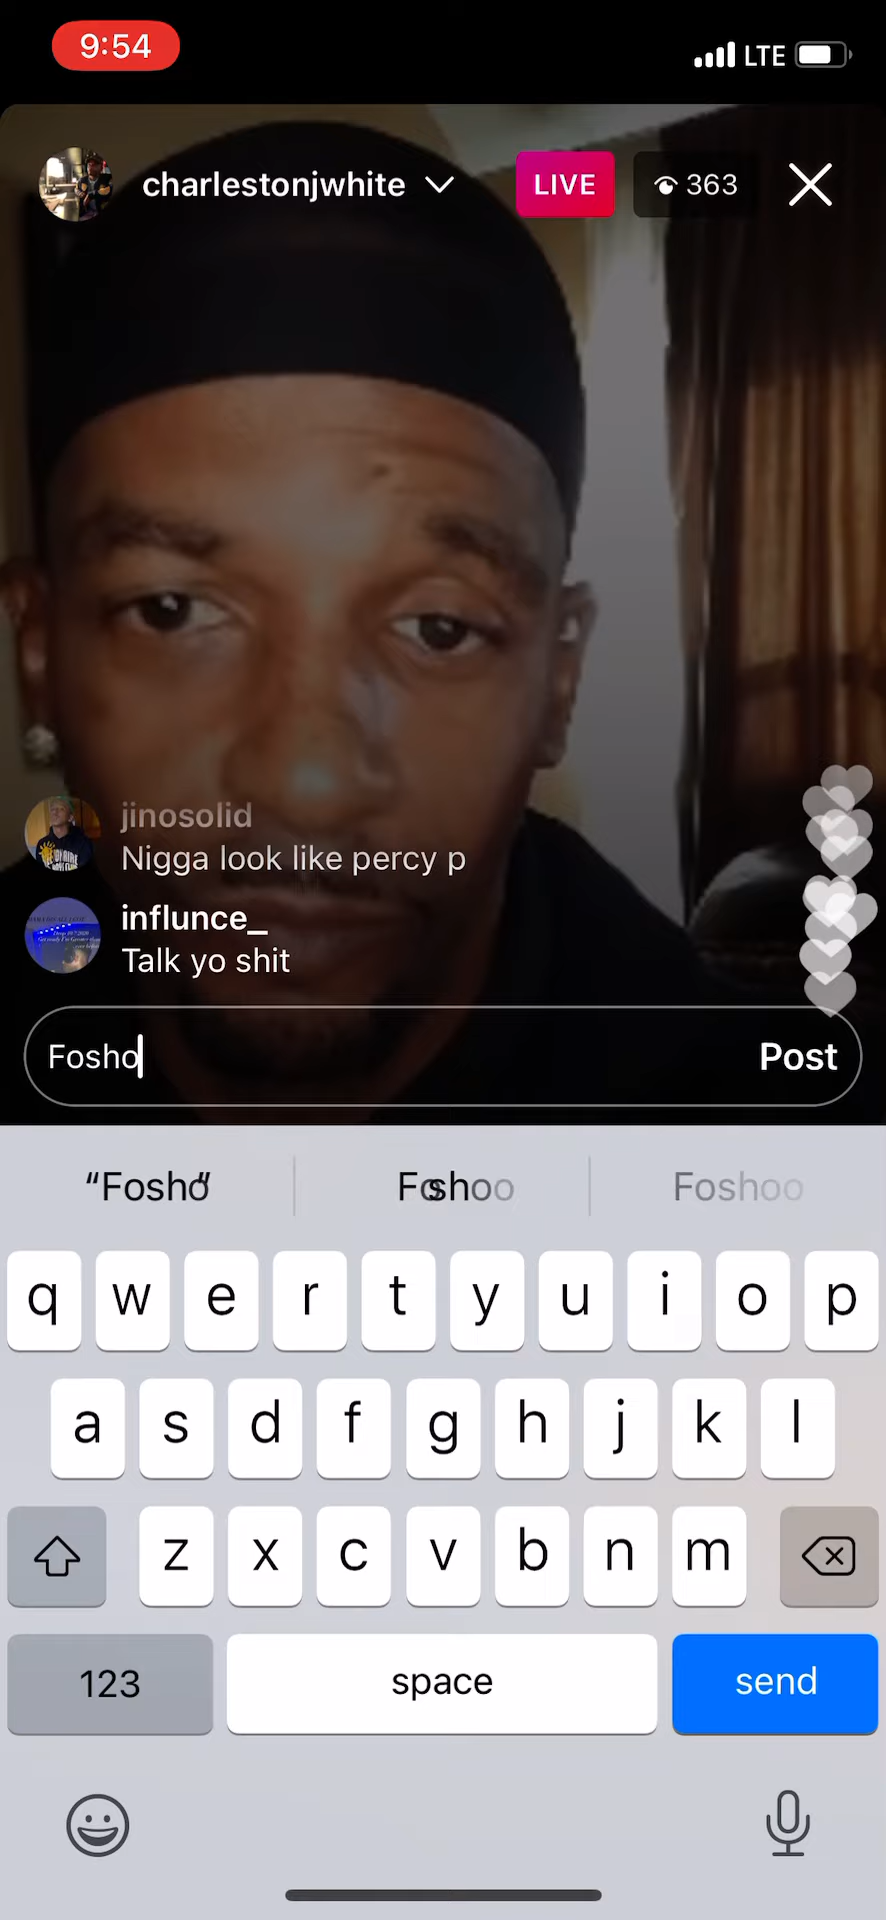 9:54
LTE
charlestonjwhite
LIVE
363
jinosolid
Nigga look like percy p
influnce_
Talk yo shit
Fosho
Post
“Fosho”
Foshoo
Foshoo
q w e r t y u i o p
a s d f g h j k l
z x c v b n m
123 space send